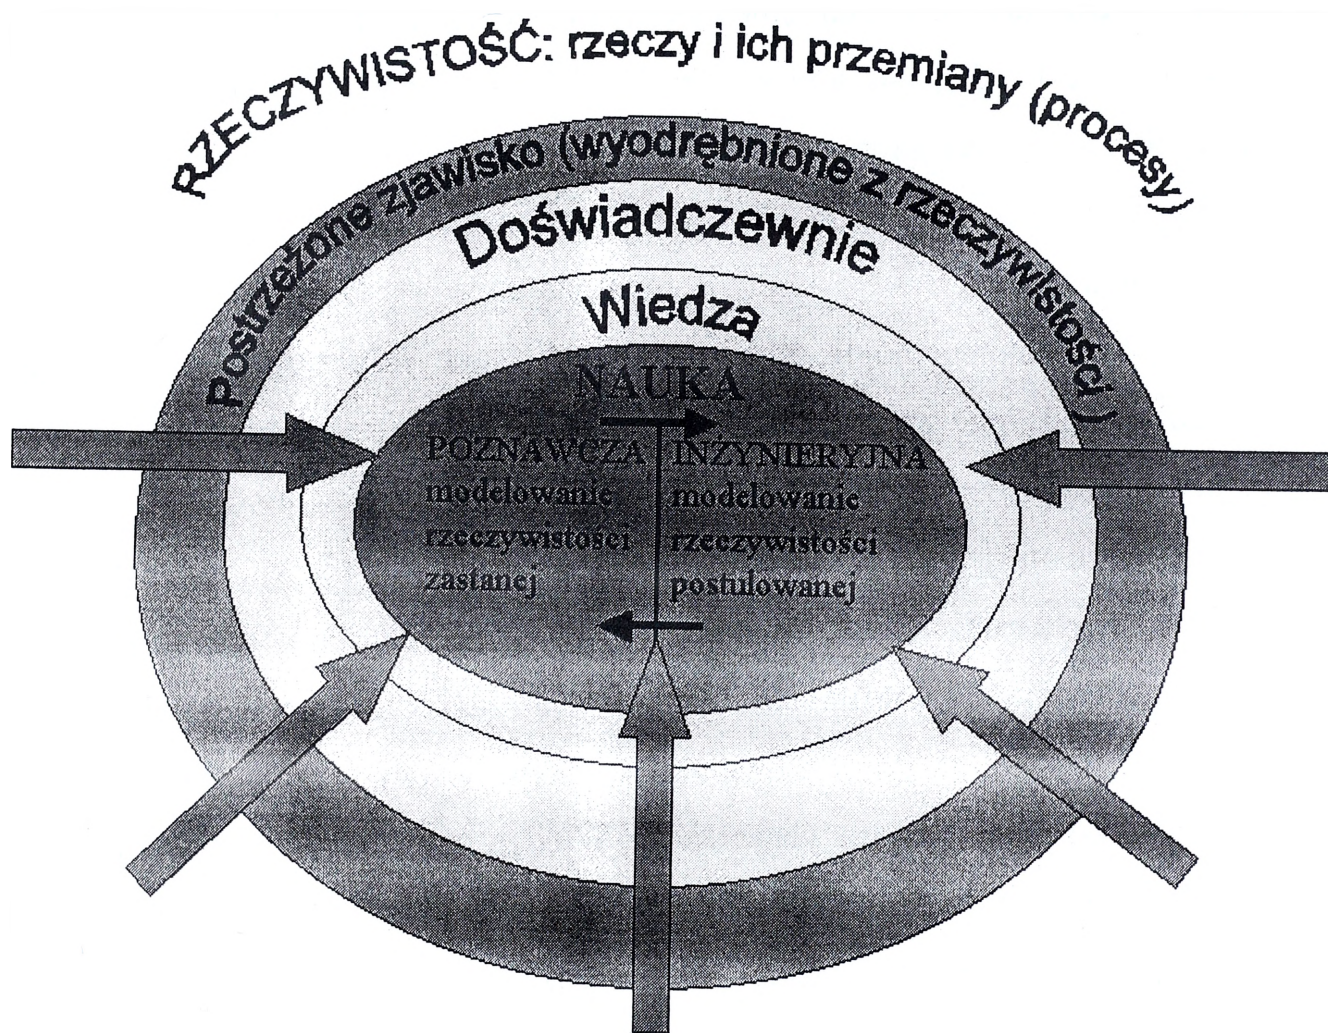 RZECZYWISTOŚĆ: rzeczy i ich przemiany (procesy)
Postrzeżone zjawisko (wyodrębnione z rzeczywistości)
Doświadczewnie
Wiedza
NAUKA
POZNAWCZA
modelowanie
rzeczywistości
zastanej
INŻYNIERYJNA
modelowanie
rzeczywistości
postulowanej